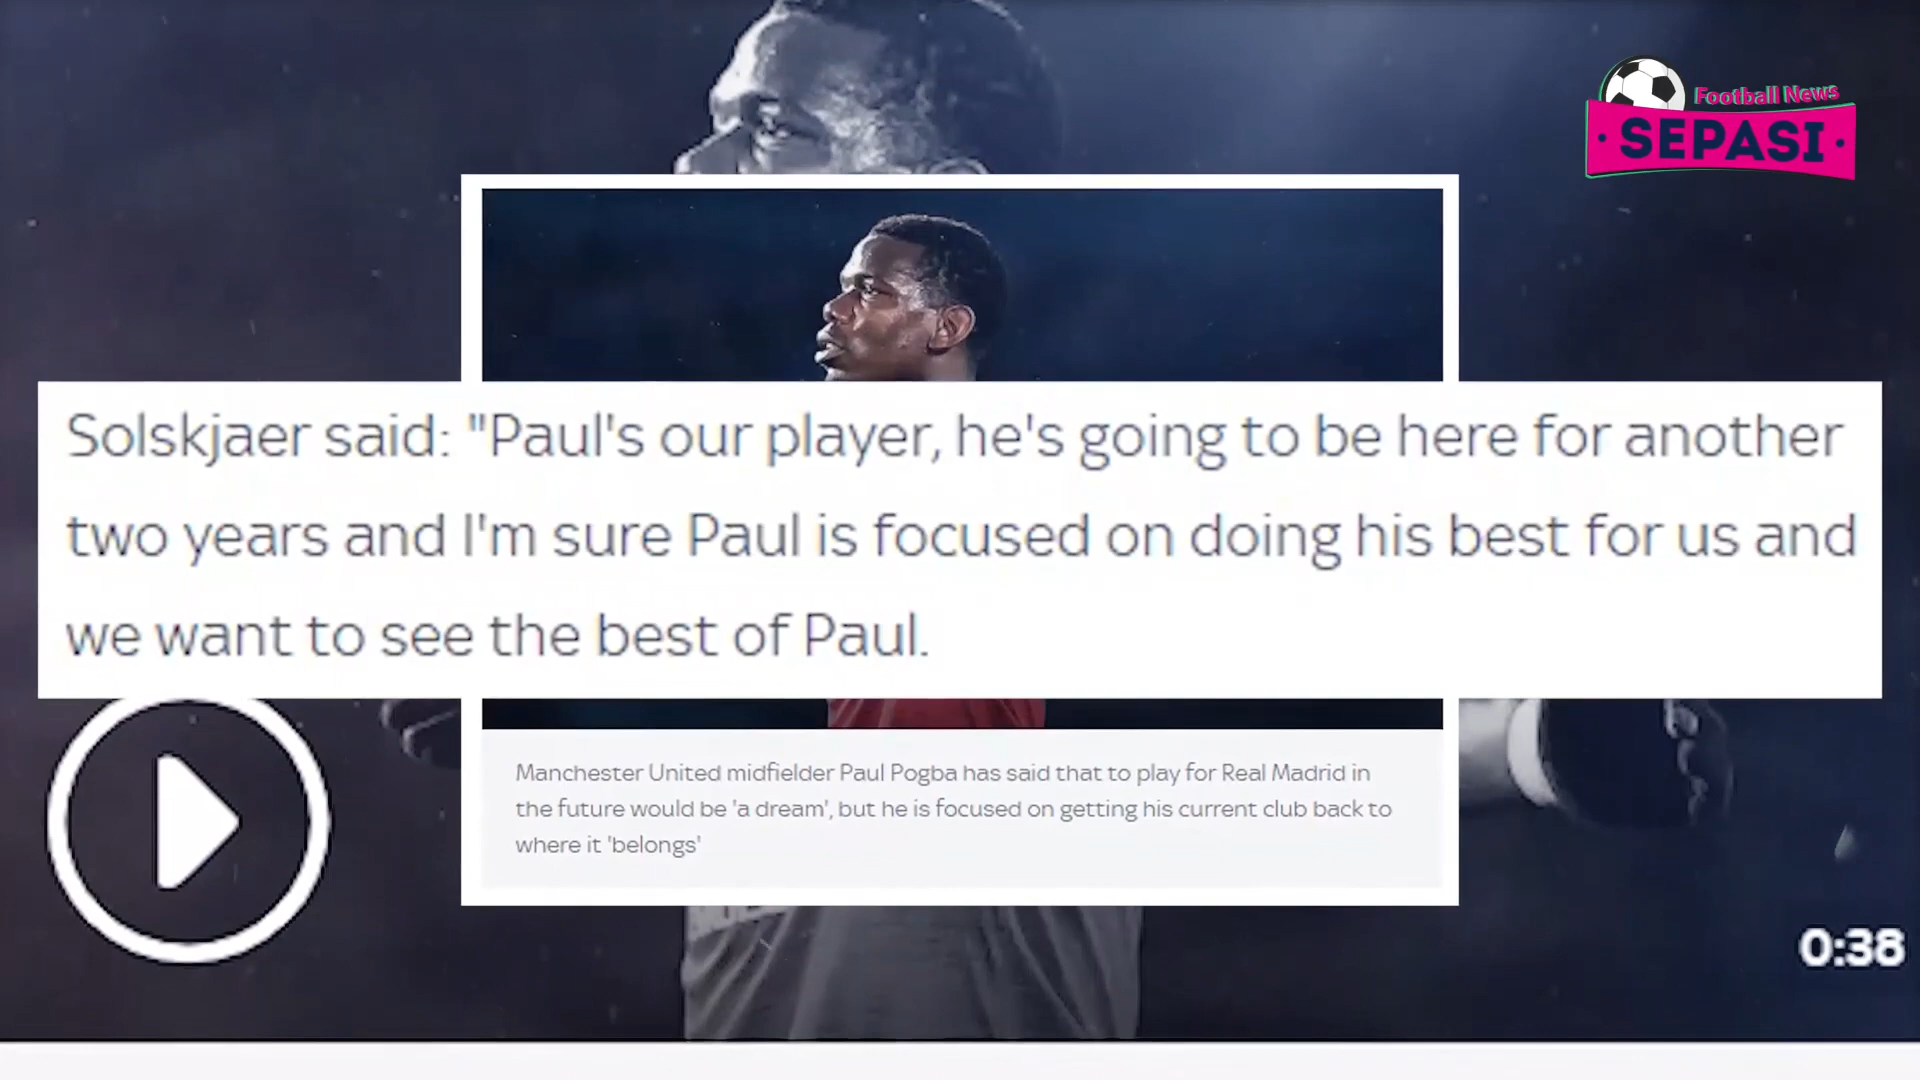 Football News
SEPASI
Solskjaer said: "Paul's our player, he's going to be here for another
two years and I'm sure Paul is focused on doing his best for us and
we want to see the best of Paul.
Manchester United midfielder Paul Pogba has said that to play for Real Madrid in
the future would be 'a dream', but he is focused on getting his current club back to
where it 'belongs'
0:38